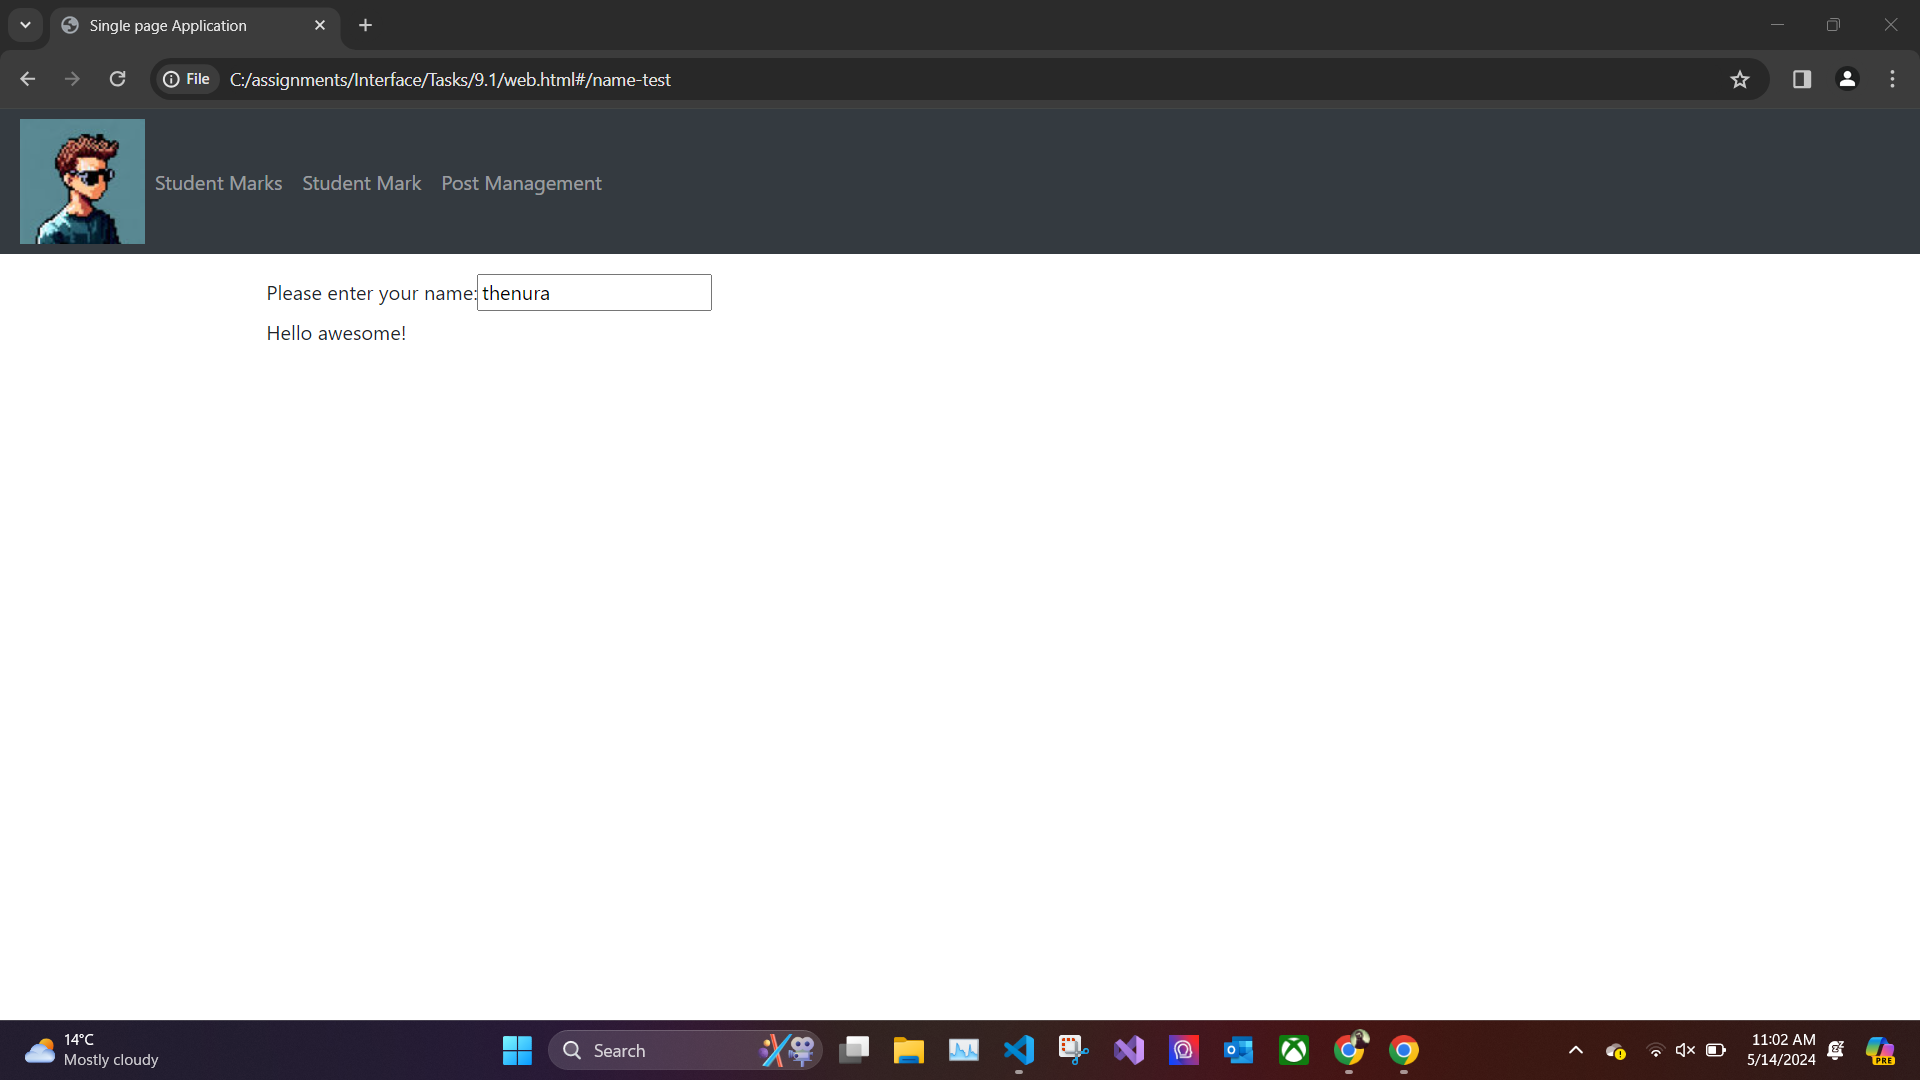 Single page Application
File
C:/assignments/Interface/Tasks/9.1/web.html#/name-test
Student Marks
Student Mark
Post Management
Please enter your name:
thenura
Hello awesome!
14°C
Mostly cloudy
Search
PRE
11:02 AM
5/14/2024